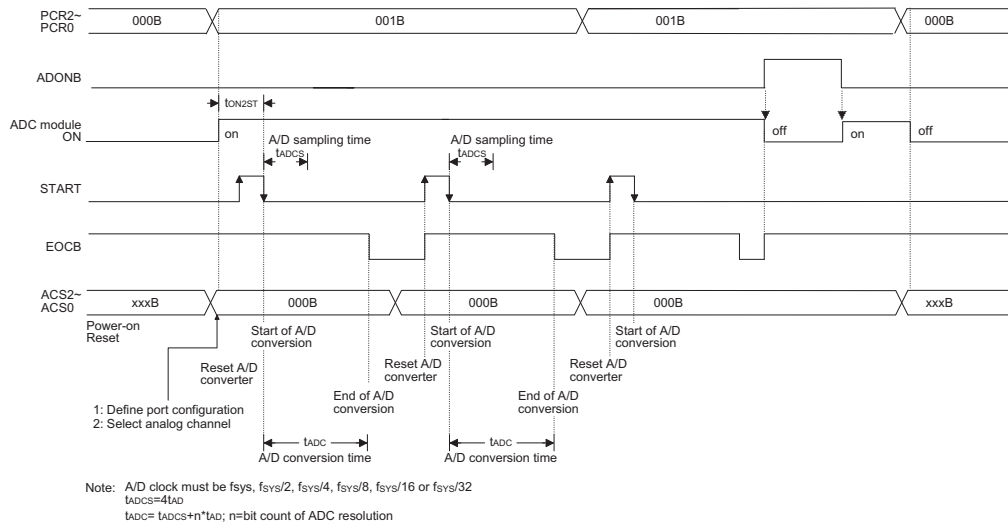 PCR2~
PCR0
000B
001B
001B
000B
ADONB
tON2ST
ADC module
ON
on
off
on
off
A/D sampling time
tADCS
A/D sampling time
tADCS
START
EOCB
ACS2~
ACS0
xxxB
000B
000B
000B
xxxB
Power-on
Reset
Start of A/D
conversion
Start of A/D
conversion
Start of A/D
conversion
Reset A/D
converter
Reset A/D
converter
Reset A/D
converter
End of A/D
conversion
End of A/D
conversion
1: Define port configuration
2: Select analog channel
tADC
A/D conversion time
tADC
A/D conversion time
Note: A/D clock must be fsys, fSYS/2, fSYS/4, fSYS/8, fSYS/16 or fSYS/32
tADCS=4tAD
tADC= tADCS+n*tAD; n=bit count of ADC resolution